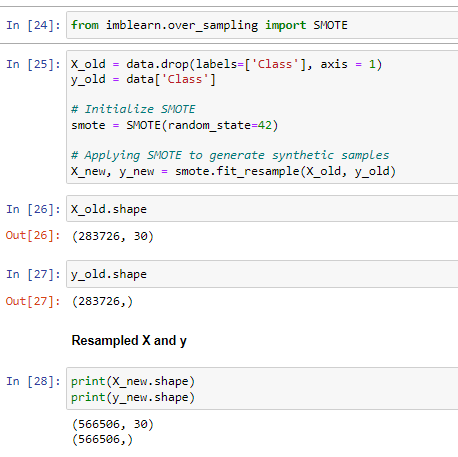 In [24]: from imblearn.over_sampling import SMOTE
In [25]: X_old = data.drop(labels=['Class'], axis = 1)
y_old = data['Class']
# Initialize SMOTE
smote = SMOTE(random_state=42)
# Applying SMOTE to generate synthetic samples
X_new, y_new = smote.fit_resample(X_old, y_old)
In [26]: X_old.shape
Out[26]: (283726, 30)
In [27]: y_old.shape
Out[27]: (283726,)
Resampled X and y
In [28]: print(X_new.shape)
print(y_new.shape)
(566506, 30)
(566506,)